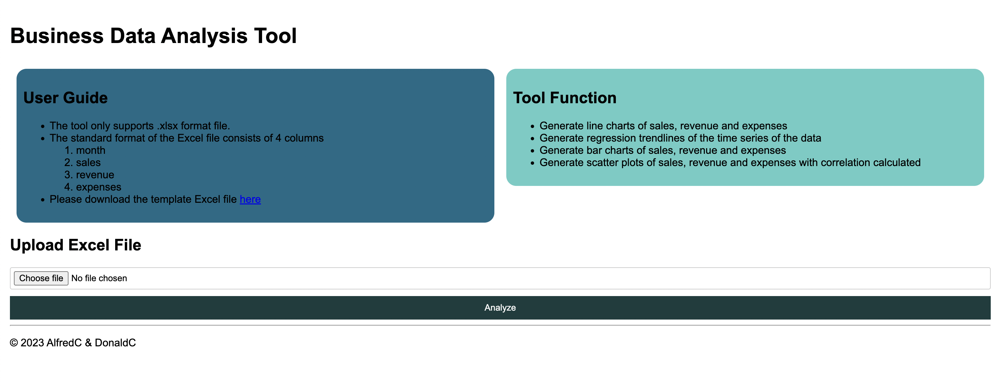 Business Data Analysis Tool
User Guide
• The tool only supports .xlsx format file.
• The standard format of the Excel file consists of 4 columns
1. month
2. sales
3. revenue
4. expenses
• Please download the template Excel file here
Tool Function
• Generate line charts of sales, revenue and expenses
• Generate regression trendlines of the time series of the data
• Generate bar charts of sales, revenue and expenses
• Generate scatter plots of sales, revenue and expenses with correlation calculated
Upload Excel File
Choose file No file chosen
Analyze
© 2023 AlfredC & DonaldC